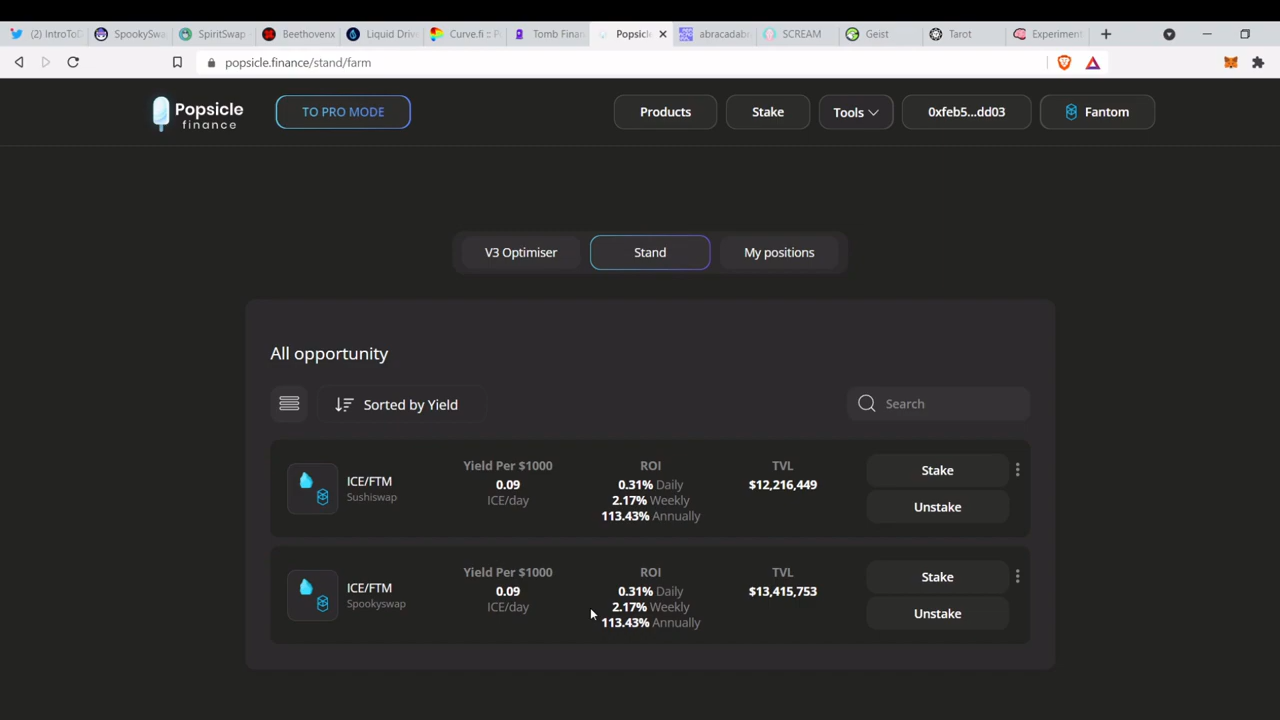 (2) IntroToD
SpookySwa
SpiritSwap
Beethovenx
Liquid Drive
Curve.fi :: P
Tomb Finan
Popsicle
abracadabr
SCREAM
Geist
Tarot
Experiment
popsicle.finance/stand/farm
Popsicle
finance
TO PRO MODE
Products
Stake
Tools
0xfeb5...dd03
Fantom
V3 Optimiser
Stand
My positions
All opportunity
Sorted by Yield
Search
ICE/FTM
Sushiswap
Yield Per $1000
0.09
ICE/day
ROI
0.31% Daily
2.17% Weekly
113.43% Annually
TVL
$12,216,449
Stake
Unstake
ICE/FTM
Spookyswap
Yield Per $1000
0.09
ICE/day
ROI
0.31% Daily
2.17% Weekly
113.43% Annually
TVL
$13,415,753
Stake
Unstake